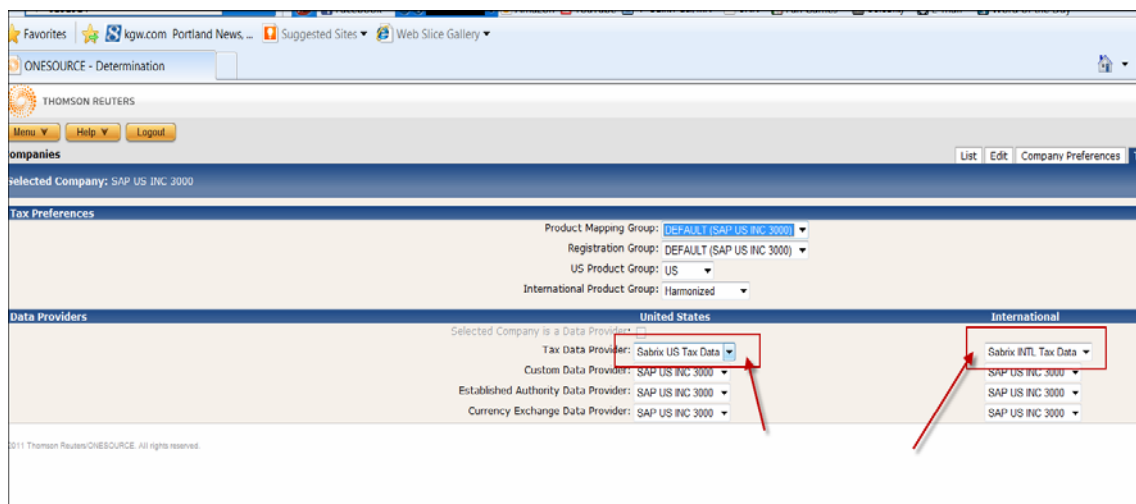 Favorites kgw.com Portland News, ... Suggested Sites ▼ Web Slice Gallery ▼
ONESOURCE - Determination
THOMSON REUTERS
Menu Help Logout
ompanies List Edit Company Preferences
Selected Company: SAP US INC 3000
Tax Preferences
Product Mapping Group: DEFAULT (SAP US INC 3000)
Registration Group: DEFAULT (SAP US INC 3000)
US Product Group: US
International Product Group: Harmonized
Data Providers United States International
Selected Company is a Data Provider:
Tax Data Provider: Sabrix US Tax Data Sabrix INTL Tax Data
Custom Data Provider: SAP US INC 3000 SAP US INC 3000
Established Authority Data Provider: SAP US INC 3000 SAP US INC 3000
Currency Exchange Data Provider: SAP US INC 3000 SAP US INC 3000
2011 Thomson Reuters/ONESOURCE. All rights reserved.